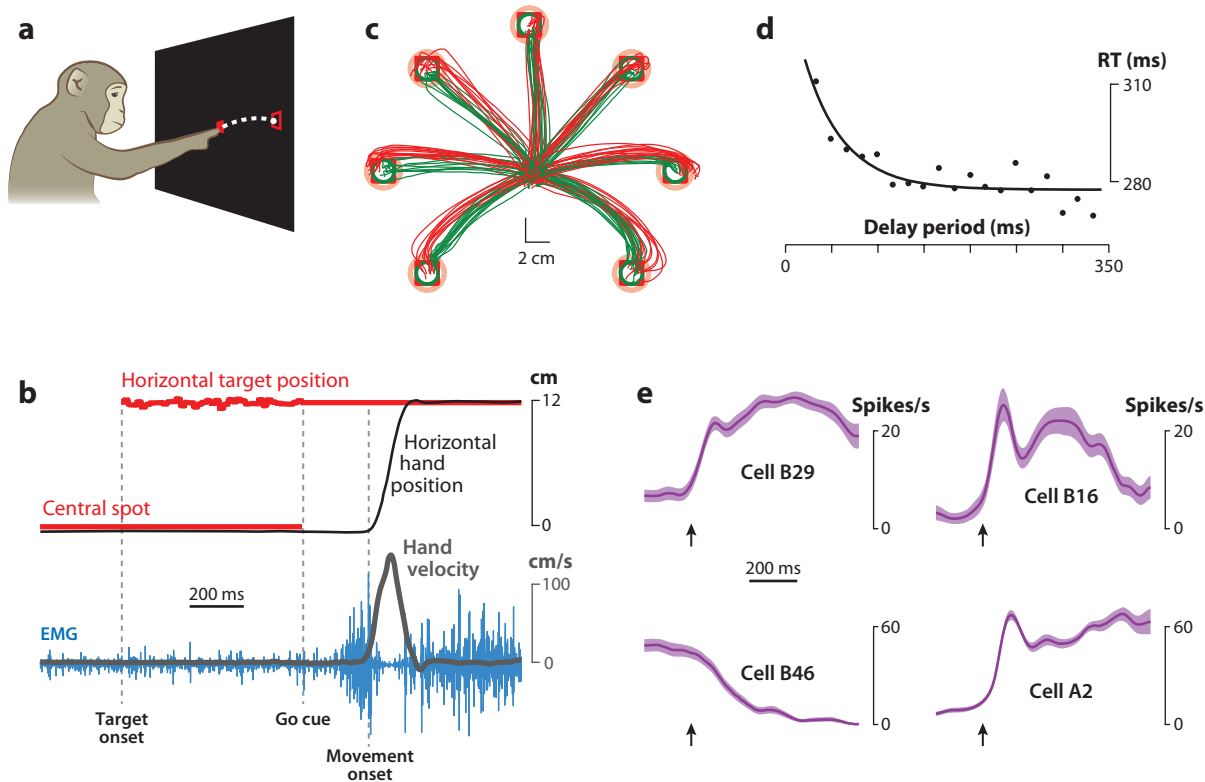 a
c
2 cm
d
RT (ms)
310
280
Delay period (ms)
0
350
b
Horizontal target position
cm
12
Horizontal
hand
position
Central spot
0
Hand
velocity
cm/s
100
200 ms
EMG
0
Target
onset
Go cue
Movement
onset
e
Spikes/s
20
Cell B29
0
Spikes/s
20
Cell B16
0
200 ms
60
Cell B46
0
60
Cell A2
0